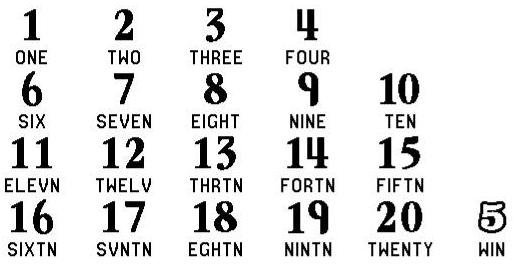 1 2 3 4
ONE TWO THREE FOUR
6 7 8 9 10
SIX SEVEN EIGHT NINE TEN
11 12 13 14 15
ELEVN TWELV THRTN FORTN FIFTN
16 17 18 19 20 5
SIXTN SVNTN EGHTN NINTN TWENTY WIN